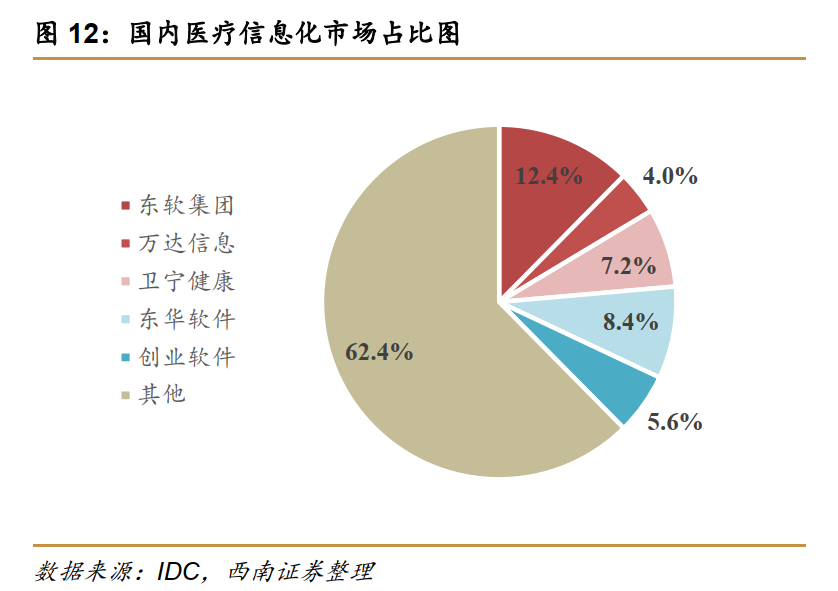 图 12：国内医疗信息化市场占比图
东软集团
万达信息
卫宁健康
东华软件
创业软件
其他
12.4%
4.0%
7.2%
8.4%
5.6%
62.4%
数据来源：IDC，西南证券整理